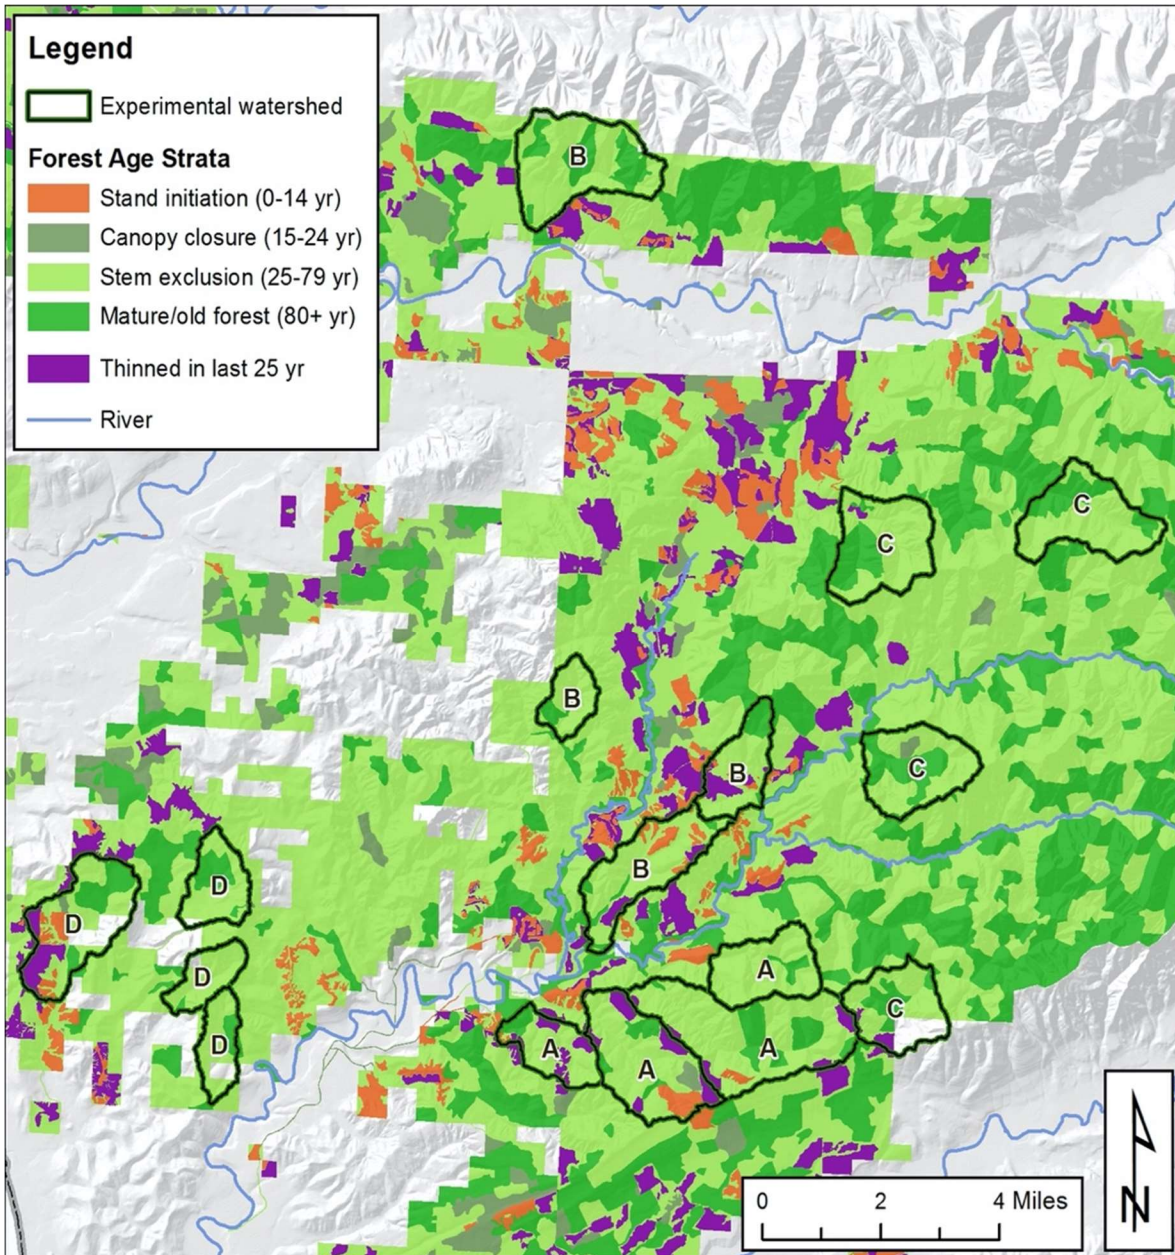 Legend
Experimental watershed
Forest Age Strata
Stand initiation (0-14 yr)
Canopy closure (15-24 yr)
Stem exclusion (25-79 yr)
Mature/old forest (80+ yr)
Thinned in last 25 yr
River
B
C
C
B
B
C
B
D
D
D
D
A
C
A
A
A
0 2 4 Miles
N